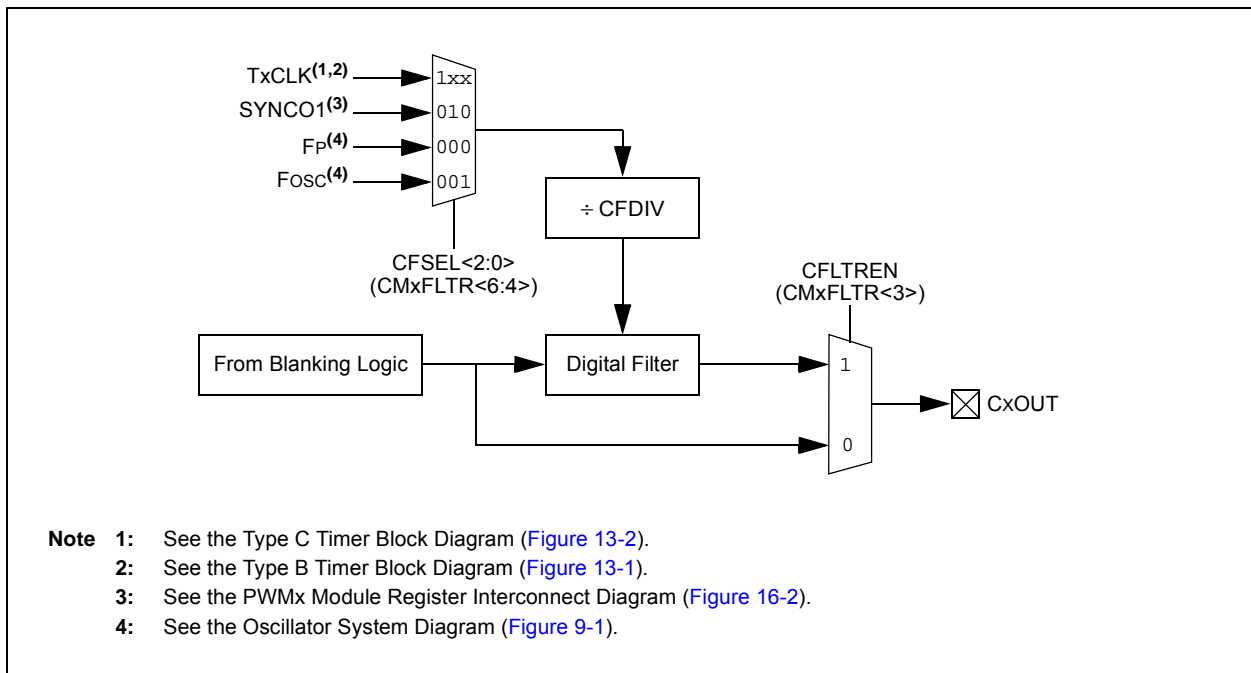 TxCLK(1,2)
SYNCO1(3)
FP(4)
FOSC(4)
1xx
010
000
001
÷ CFDIV
CFSEL<2:0>
(CMxFLTR<6:4>)
CFLTREN
(CMxFLTR<3>)
From Blanking Logic
Digital Filter
1
0
CxOUT
Note 1: See the Type C Timer Block Diagram (Figure 13-2).
2: See the Type B Timer Block Diagram (Figure 13-1).
3: See the PWMx Module Register Interconnect Diagram (Figure 16-2).
4: See the Oscillator System Diagram (Figure 9-1).